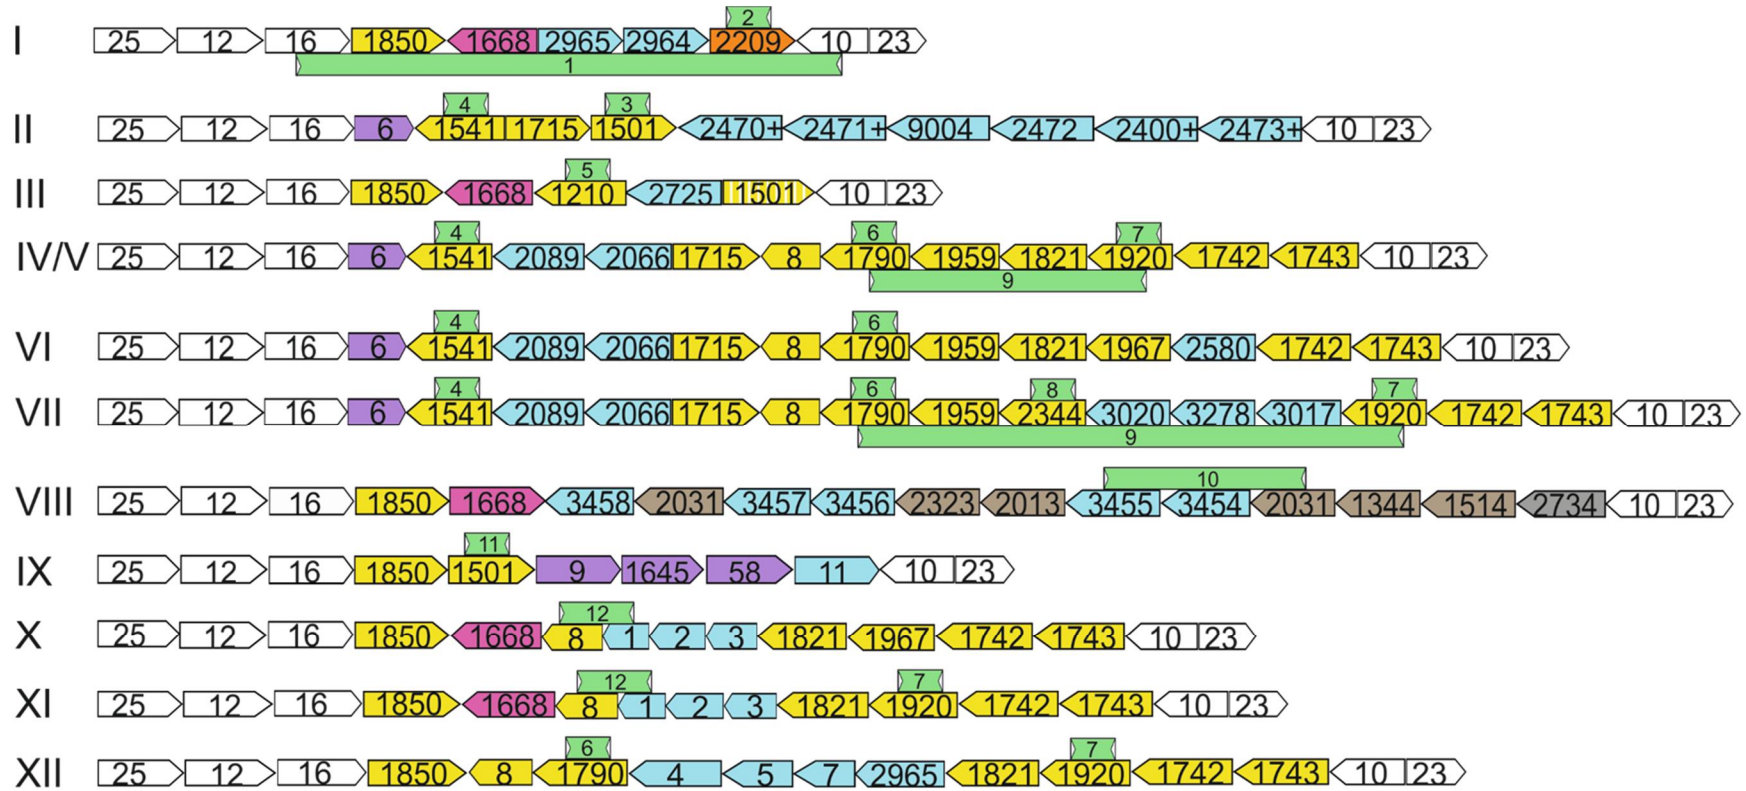 2
I 25 12 16 1850 1668 2965 2964 2209 10 23
1
4 3
II 25 12 16 6 1541 1715 1501 2470+ 2471+ 9004 2472 2400+ 2473+ 10 23
5
III 25 12 16 1850 1668 1210 2725 1501 10 23
4 6 7
IV/V 25 12 16 6 1541 2089 2066 1715 8 1790 1959 1821 1920 1742 1743 10 23
9
4 6
VI 25 12 16 6 1541 2089 2066 1715 8 1790 1959 1821 1967 2580 1742 1743 10 23
4 6 8 7
VII 25 12 16 6 1541 2089 2066 1715 8 1790 1959 2344 3020 3278 3017 1920 1742 1743 10 23
9
10
VIII 25 12 16 1850 1668 3458 2031 3457 3456 2323 2013 3455 3454 2031 1344 1514 2734 10 23
11
IX 25 12 16 1850 1501 9 1645 58 11 10 23
12
X 25 12 16 1850 1668 8 1 2 3 1821 1967 1742 1743 10 23
12 7
XI 25 12 16 1850 1668 8 1 2 3 1821 1920 1742 1743 10 23
6 7
XII 25 12 16 1850 8 1790 4 5 7 2965 1821 1920 1742 1743 10 23